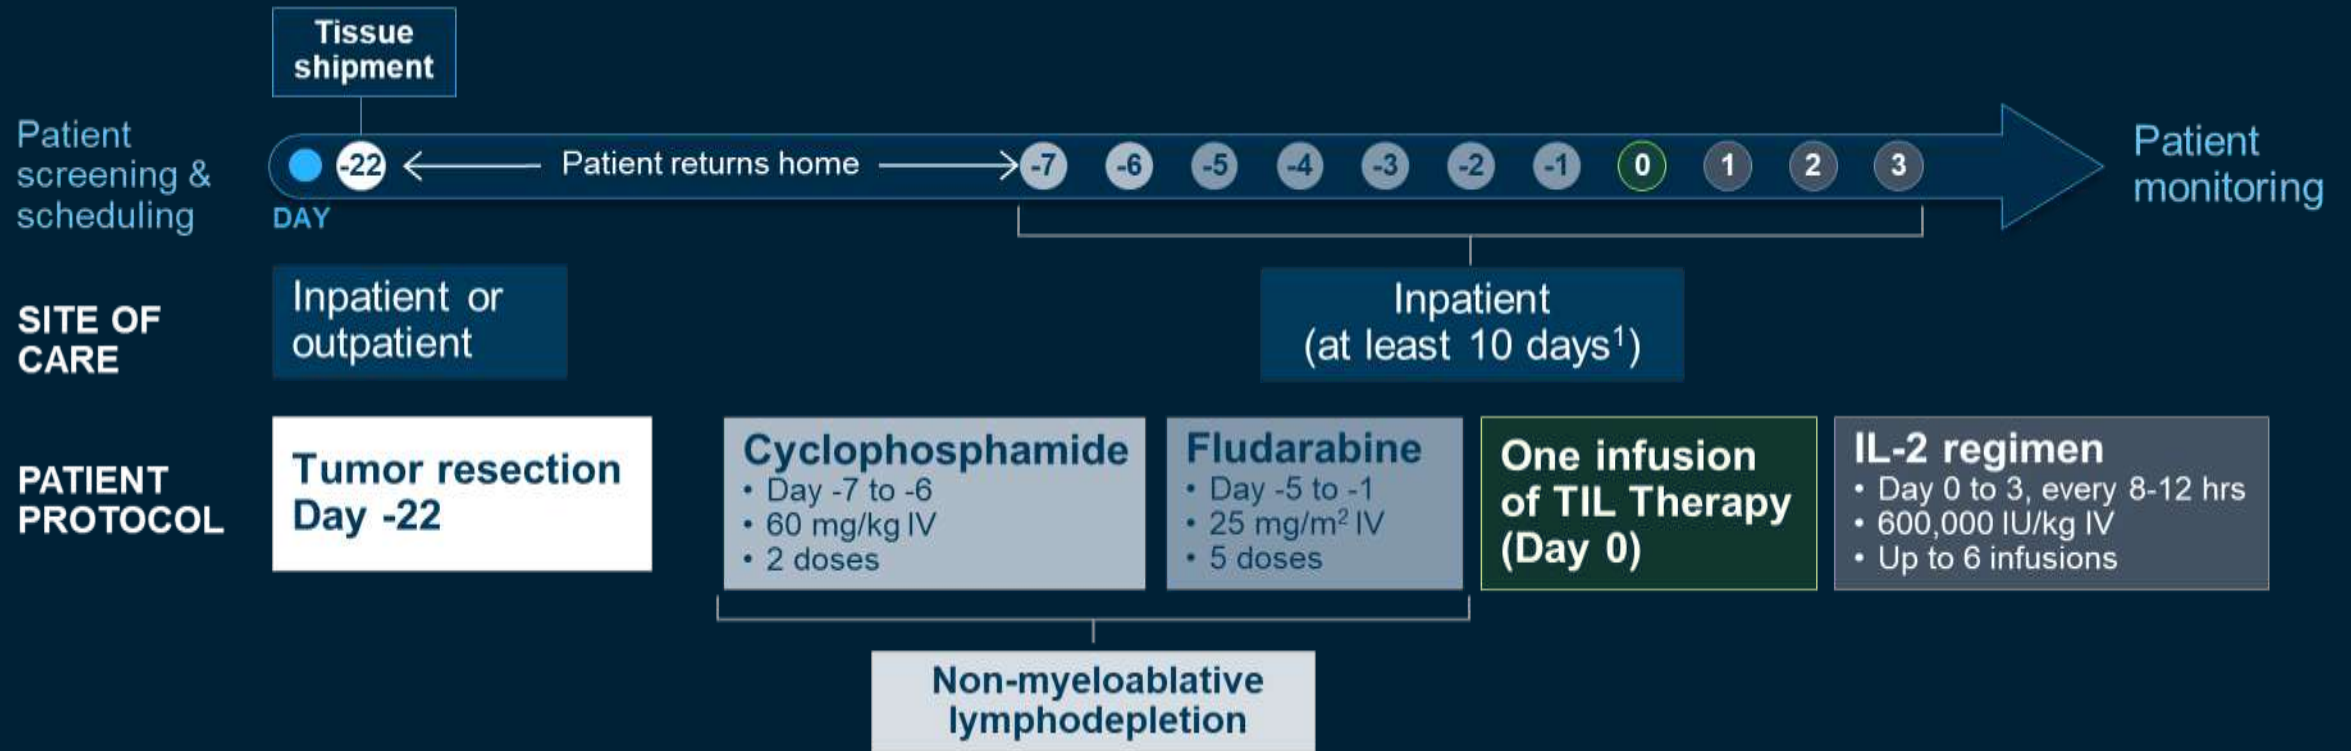 Tissue
shipment
Patient
screening &
scheduling
DAY
-22
Patient returns home
-7
-6
-5
-4
-3
-2
-1
0
1
2
3
Patient
monitoring
SITE OF
CARE
Inpatient or
outpatient
Inpatient
(at least 10 days¹)
PATIENT
PROTOCOL
Tumor resection
Day -22
Cyclophosphamide
• Day -7 to -6
• 60 mg/kg IV
• 2 doses
Fludarabine
• Day -5 to -1
• 25 mg/m² IV
• 5 doses
One infusion
of TIL Therapy
(Day 0)
IL-2 regimen
• Day 0 to 3, every 8-12 hrs
• 600,000 IU/kg IV
• Up to 6 infusions
Non-myeloablative
lymphodepletion